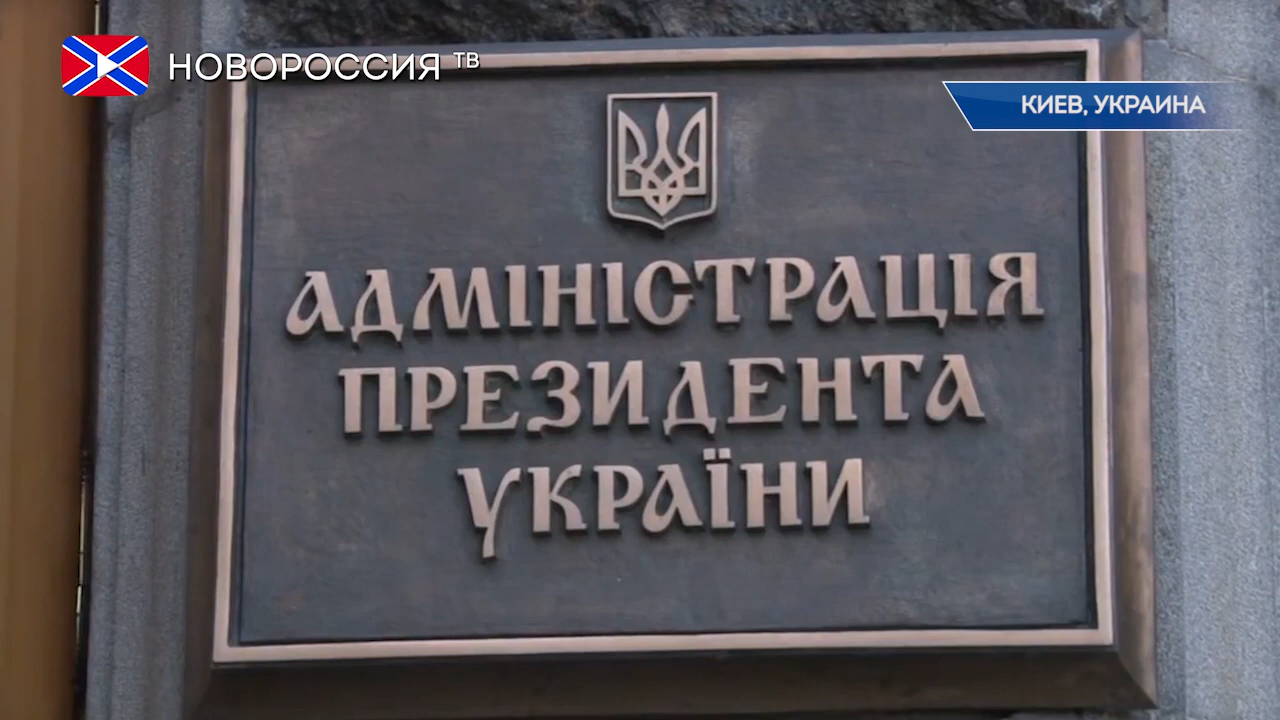 НОВОРОССИЯ ТВ
КИЕВ, УКРАИНА
АДМІНІСТРАЦІЯ
ПРЕЗИДЕНТА
УКРАЇНИ